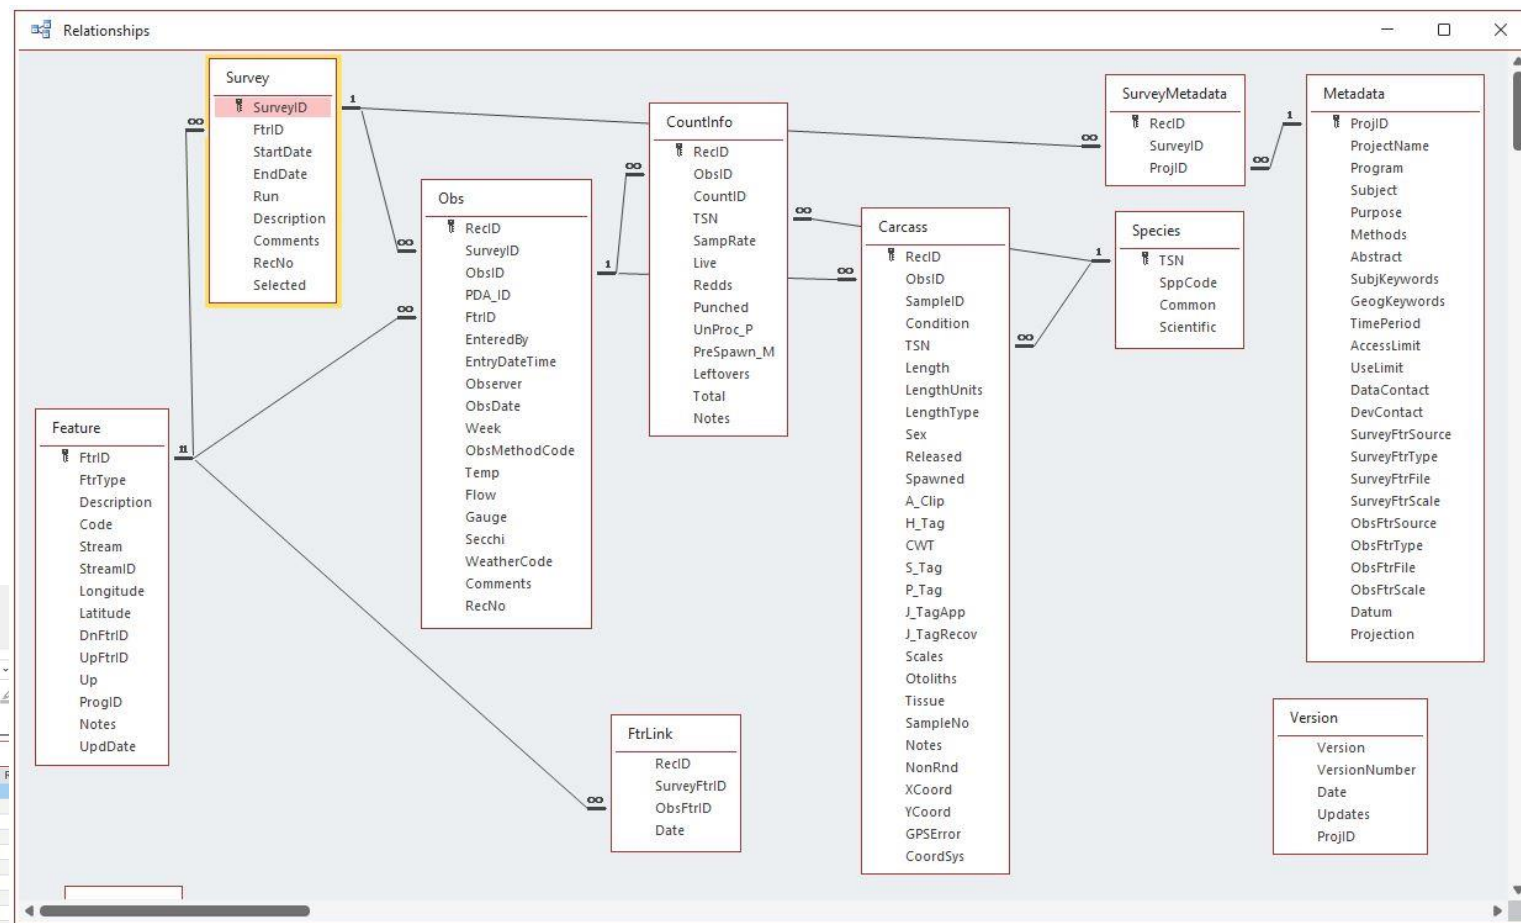 Relationships
Survey
SurveyID
FtrID
StartDate
EndDate
Run
Description
Comments
RecNo
Selected
1
∞
Obs
RecID
SurveyID
ObsID
PDA_ID
FtrID
EnteredBy
EntryDateTime
Observer
ObsDate
Week
ObsMethodCode
Temp
Flow
Gauge
Secchi
WeatherCode
Comments
RecNo
∞
∞
1
CountInfo
RecID
ObsID
CountID
TSN
SampRate
Live
Redds
Punched
UnProc_P
PreSpawn_M
Leftovers
Total
Notes
∞
∞
Carcass
RecID
ObsID
SampleID
Condition
TSN
Length
LengthUnits
LengthType
Sex
Released
Spawned
A_Clip
H_Tag
CWT
S_Tag
P_Tag
J_TagApp
J_TagRecov
Scales
Otoliths
Tissue
SampleNo
Notes
NonRnd
XCoord
YCoord
GPSError
CoordSys
∞
∞
SurveyMetadata
RecID
SurveyID
ProjID
∞
∞
1
Species
TSN
SppCode
Common
Scientific
1
Metadata
ProjID
ProjectName
Program
Subject
Purpose
Methods
Abstract
SubjKeywords
GeogKeywords
TimePeriod
AccessLimit
UseLimit
DataContact
DevContact
SurveyFtrSource
SurveyFtrType
SurveyFtrFile
SurveyFtrScale
ObsFtrSource
ObsFtrType
ObsFtrFile
ObsFtrScale
Datum
Projection
Feature
FtrID
FtrType
Description
Code
Stream
StreamID
Longitude
Latitude
DnFtrID
UpFtrID
Up
ProgID
Notes
UpdDate
11
FtrLink
RecID
SurveyFtrID
ObsFtrID
Date
∞
Version
Version
VersionNumber
Date
Updates
ProjID